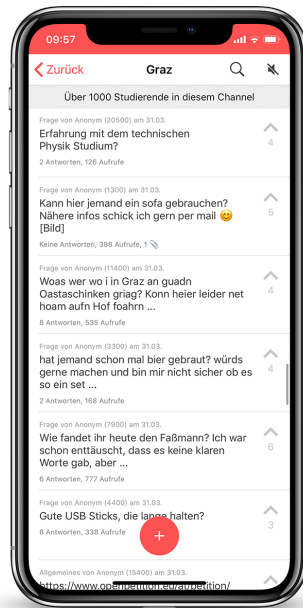 09:57
Zurück
Graz
Über 1000 Studierende in diesem Channel
Frage von Anonym (20500) am 31.03.
Erfahrung mit dem technischen
Physik Studium?
4
2 Antworten, 126 Aufrufe
Frage von Anonym (1300) am 31.03.
Kann hier jemand ein sofa gebrauchen?
Nähere infos schick ich gern per mail 😊
[Bild]
5
Keine Antworten, 398 Aufrufe, 1
Frage von Anonym (11400) am 31.03.
Woas wer wo i in Graz an guadn
Oastaschinken griag? Konn heier leider net
hoam aufn Hof foahrn ...
4
8 Antworten, 535 Aufrufe
Frage von Anonym (3300) am 31.03.
hat jemand schon mal bier gebraut? würds
gerne machen und bin mir nicht sicher ob es
so ein set ...
4
2 Antworten, 168 Aufrufe
Frage von Anonym (7900) am 31.03.
Wie fandet ihr heute den Faßmann? Ich war
schon enttäuscht, dass es keine klaren
Worte gab, aber ...
6
6 Antworten, 777 Aufrufe
Frage von Anonym (4400) am 31.03.
Gute USB Sticks, die lange halten?
3
8 Antworten, 338 Aufrufe
Allgemeines von Anonym (15400) am 31.03.
https://www.openpetition.eu/at/petition/